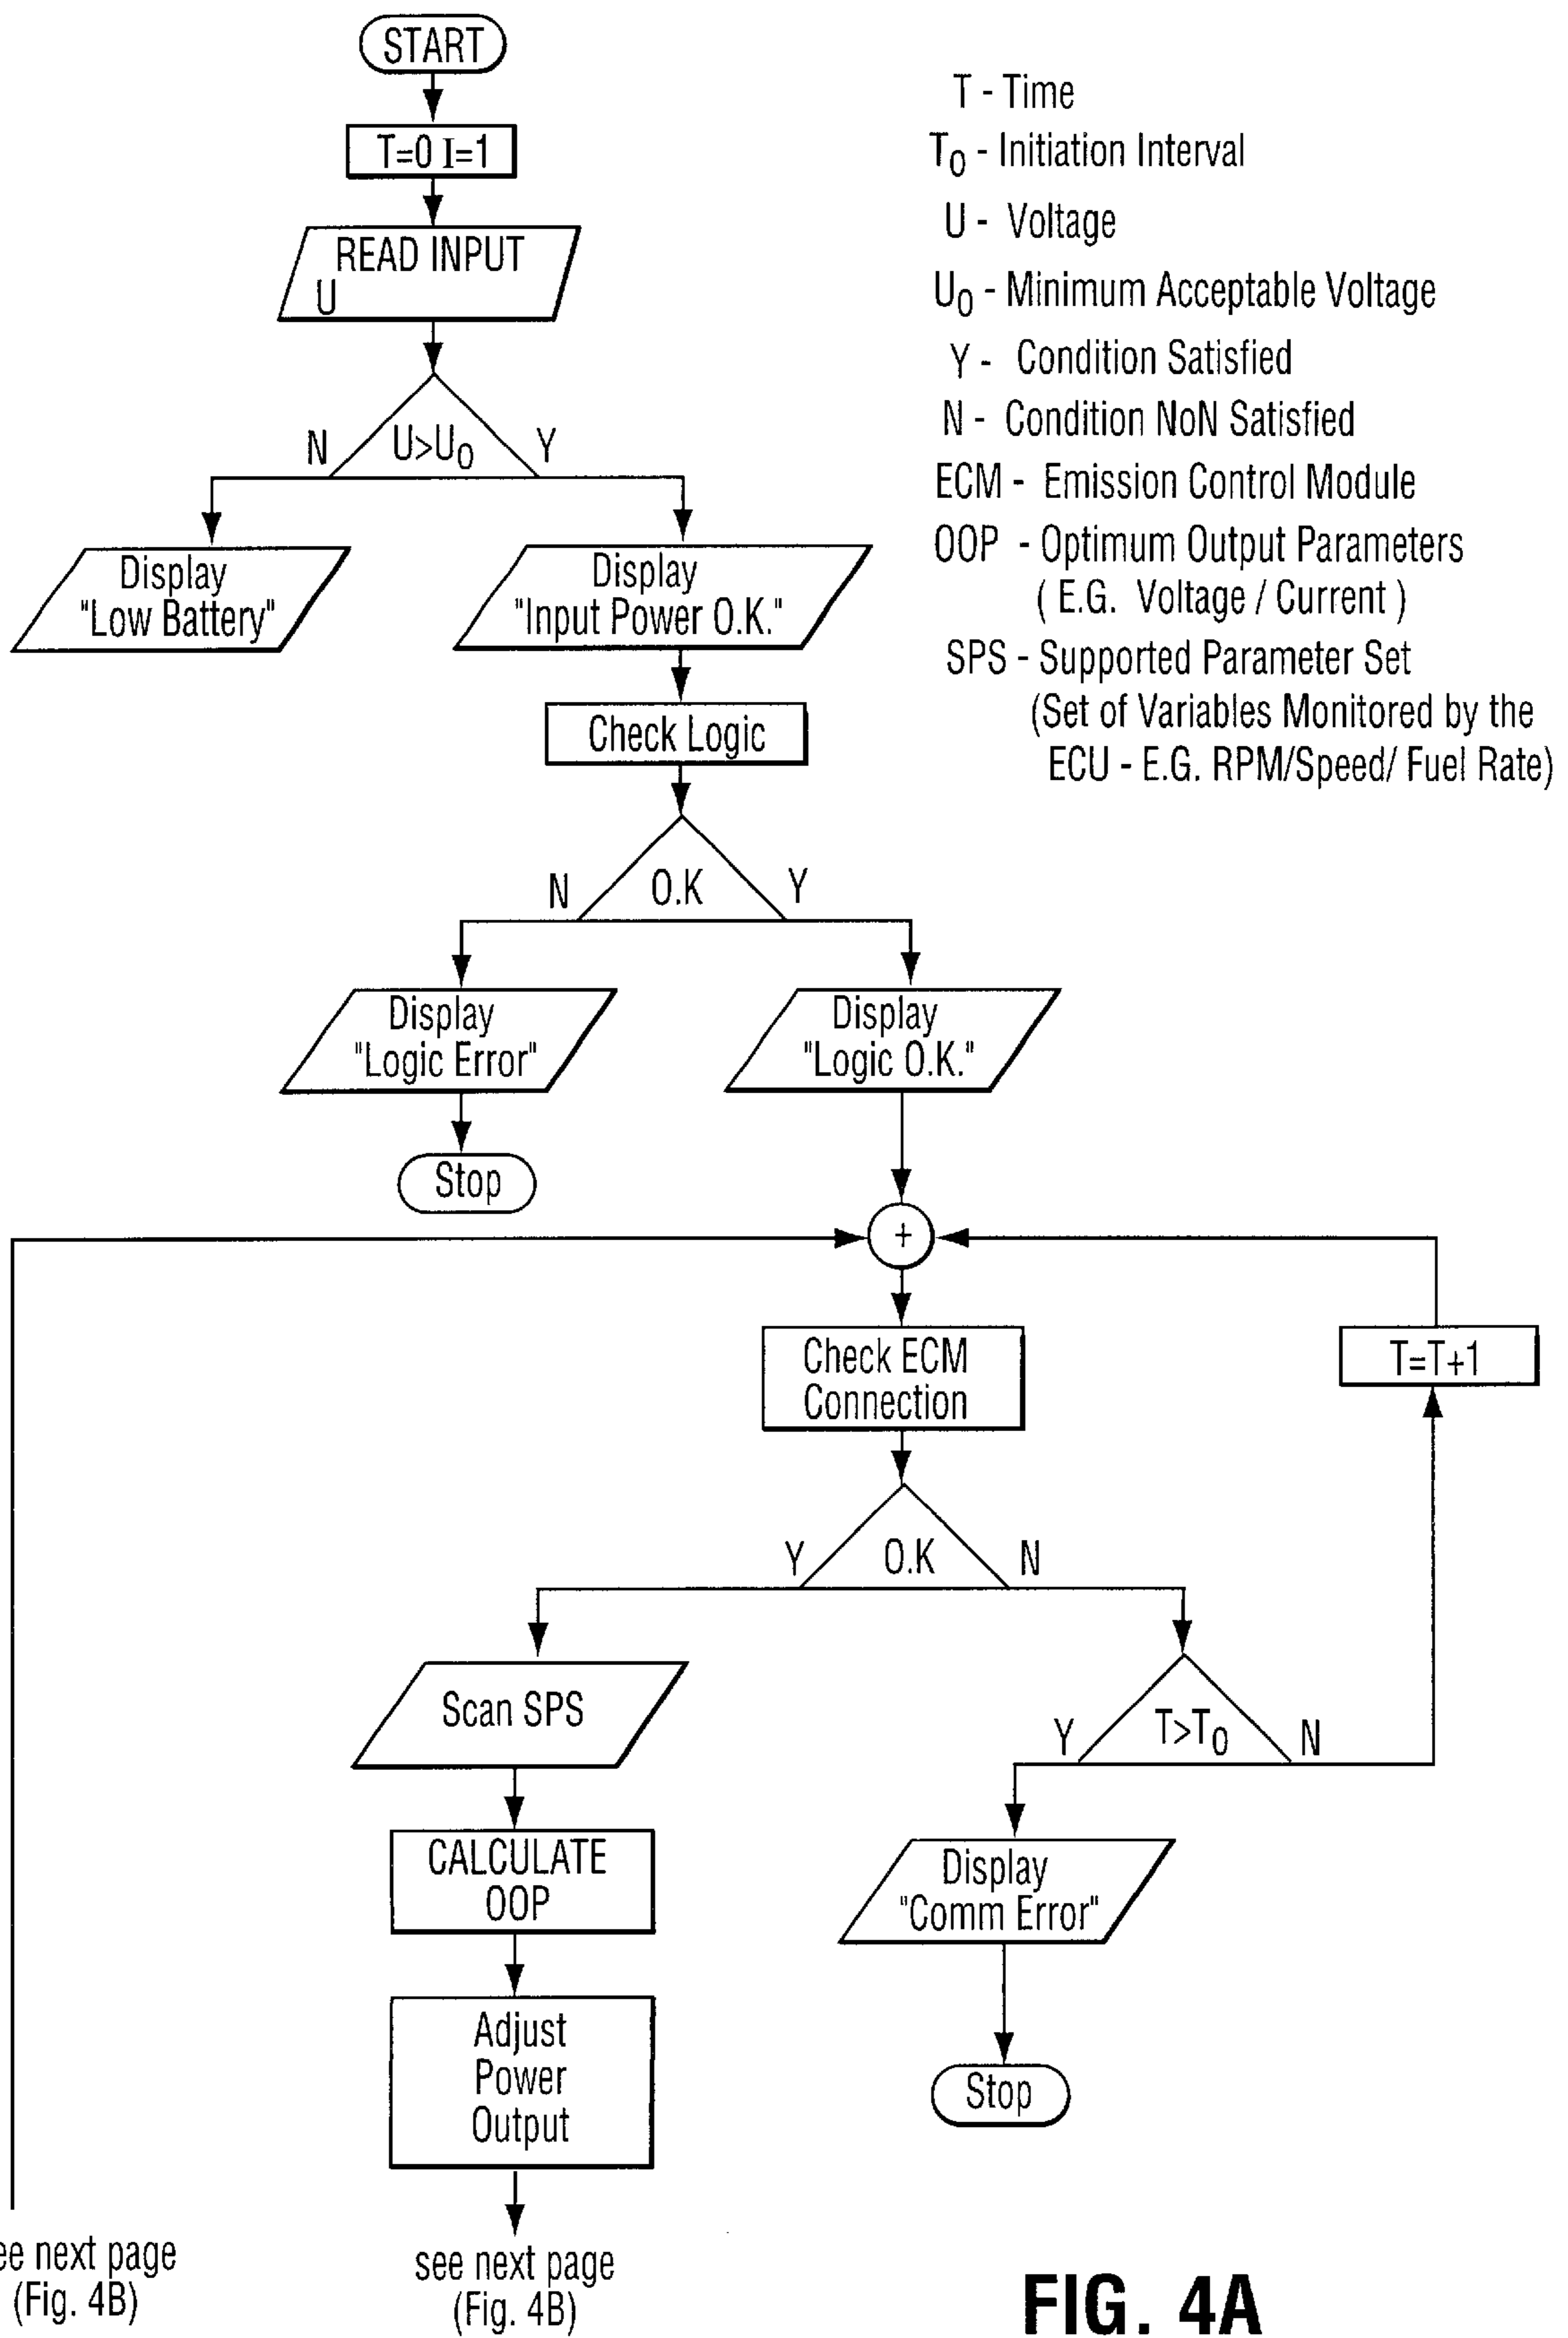 START
T=0 I=1
READ INPUT
U
N
U>U0
Y
Display
"Low Battery"
Display
"Input Power O.K."
Check Logic
N
O.K
Y
Display
"Logic Error"
Display
"Logic O.K."
Stop
+
Check ECM
Connection
T=T+1
Y
O.K
N
Scan SPS
Y
T>T0
N
CALCULATE
OOP
Display
"Comm Error"
Adjust
Power
Output
Stop
ee next page
(Fig. 4B)
see next page
(Fig. 4B)
T - Time
T0 - Initiation Interval
U - Voltage
U0 - Minimum Acceptable Voltage
Y - Condition Satisfied
N - Condition NoN Satisfied
ECM - Emission Control Module
OOP - Optimum Output Parameters
( E.G. Voltage / Current )
SPS - Supported Parameter Set
(Set of Variables Monitored by the
ECU - E.G. RPM/Speed/ Fuel Rate)
FIG. 4A